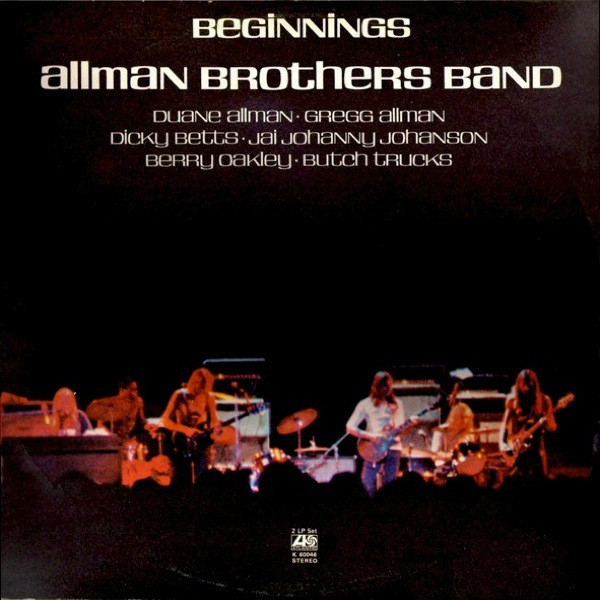 BEGiNNiNGS
allman BROthERS BAND
DUANE allman · GREGG allman
DICKY BETTS · Jai JOHANNY JOHANSON
BERRY OAKLEY · BUTCH TRUCKS
2 LP Set
ATLANTIC
K 60046
STEREO